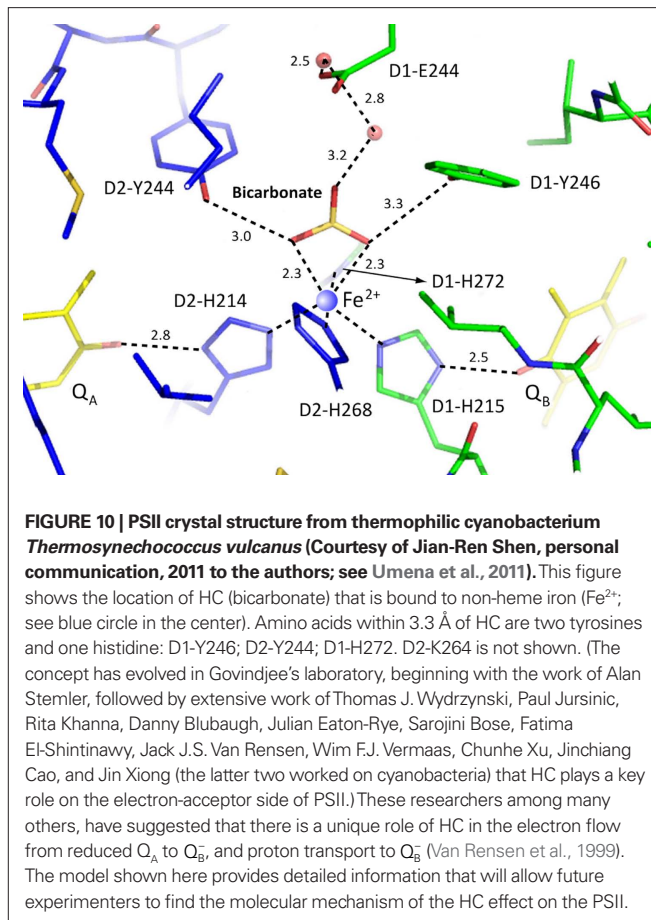 2.5
D1-E244
2.8
3.2
D2-Y244
Bicarbonate
D1-Y246
3.3
3.0
2.3
2.3
D1-H272
Fe²⁺
D2-H214
2.8
2.5
Q_A
D2-H268
D1-H215
Q_B
FIGURE 10 | PSII crystal structure from thermophilic cyanobacterium
Thermosynechococcus vulcanus (Courtesy of Jian-Ren Shen, personal
communication, 2011 to the authors; see Umena et al., 2011). This figure
shows the location of HC (bicarbonate) that is bound to non-heme iron (Fe²⁺;
see blue circle in the center). Amino acids within 3.3 Å of HC are two tyrosines
and one histidine: D1-Y246; D2-Y244; D1-H272. D2-K264 is not shown. (The
concept has evolved in Govindjee's laboratory, beginning with the work of Alan
Stemler, followed by extensive work of Thomas J. Wydrzynski, Paul Jursinic,
Rita Khanna, Danny Blubaugh, Julian Eaton-Rye, Sarojini Bose, Fatima
El-Shintinawy, Jack J.S. Van Rensen, Wim F.J. Vermaas, Chunhe Xu, Jinchiang
Cao, and Jin Xiong (the latter two worked on cyanobacteria) that HC plays a key
role on the electron-acceptor side of PSII.) These researchers among many
others, have suggested that there is a unique role of HC in the electron flow
from reduced Q_A to Q_B⁻, and proton transport to Q_B⁻ (Van Rensen et al., 1999).
The model shown here provides detailed information that will allow future
experimenters to find the molecular mechanism of the HC effect on the PSII.